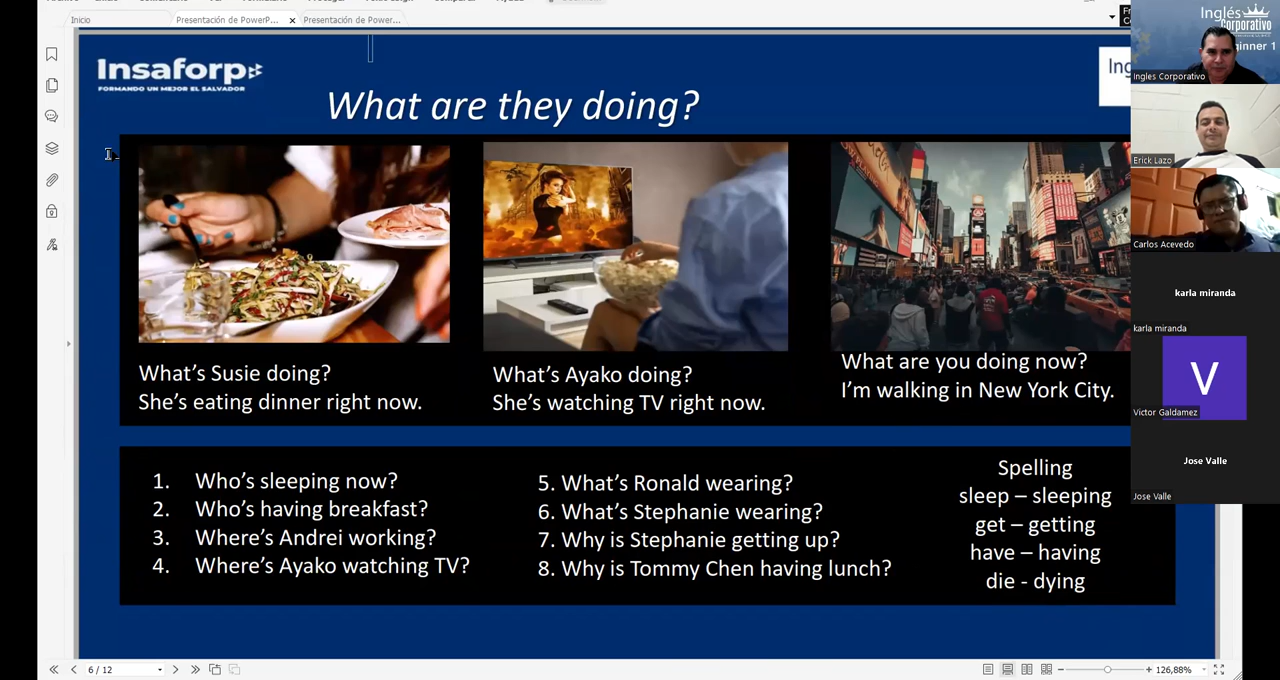 Inicio
Presentación de PowerP...
Presentación de Power...
Insaforp
FORMANDO UN MEJOR EL SALVADOR
What are they doing?
Ing
What's Susie doing?
She's eating dinner right now.
What's Ayako doing?
She's watching TV right now.
What are you doing now?
I'm walking in New York City.
1. Who's sleeping now?
2. Who's having breakfast?
3. Where's Andrei working?
4. Where's Ayako watching TV?
5. What's Ronald wearing?
6. What's Stephanie wearing?
7. Why is Stephanie getting up?
8. Why is Tommy Chen having lunch?
Spelling
sleep – sleeping
get – getting
have – having
die - dying
6 / 12
126,88%
Inglés
Corporativo
ginner 1
Ingles Corporativo
Erick Lazo
Carlos Acevedo
karla miranda
karla miranda
V
Victor Galdamez
Jose Valle
Jose Valle